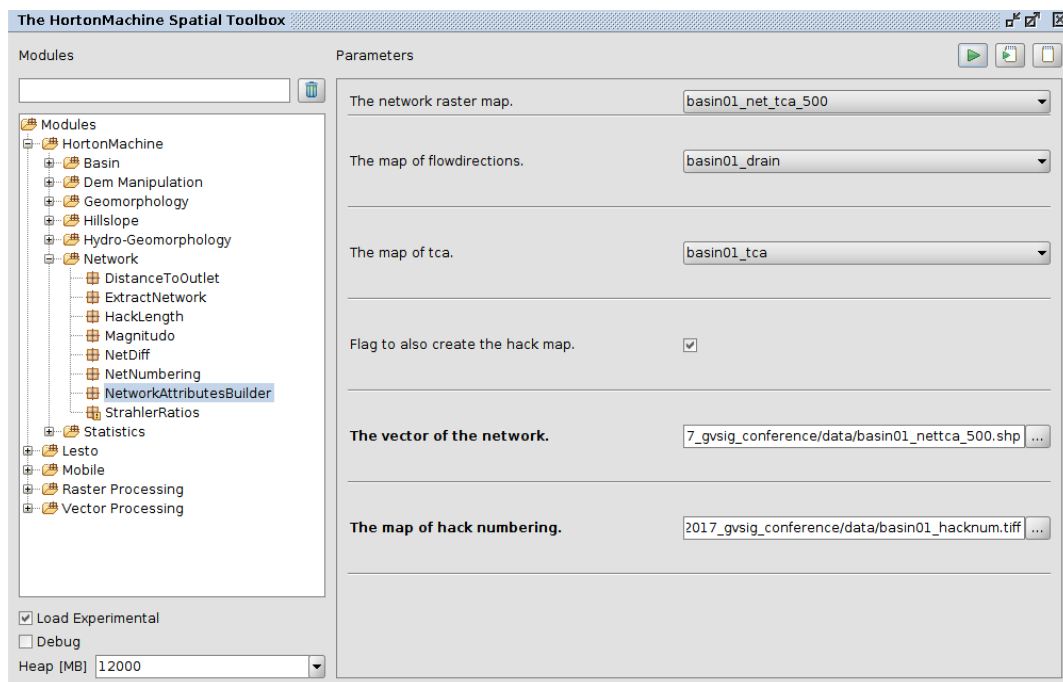 The HortonMachine Spatial Toolbox
Modules
Parameters
The network raster map.
basin01_net_tca_500
Modules
HortonMachine
Basin
Dem Manipulation
Geomorphology
Hillslope
Hydro-Geomorphology
Network
DistanceToOutlet
ExtractNetwork
HackLength
Magnitudo
NetDiff
NetNumbering
NetworkAttributesBuilder
StrahlerRatios
Statistics
Lesto
Mobile
Raster Processing
Vector Processing
The map of flowdirections.
basin01_drain
The map of tca.
basin01_tca
Flag to also create the hack map.
The vector of the network.
7_gvsig_conference/data/basin01_nettca_500.shp
...
The map of hack numbering.
2017_gvsig_conference/data/basin01_hacknum.tiff
...
Load Experimental
Debug
Heap [MB] 12000